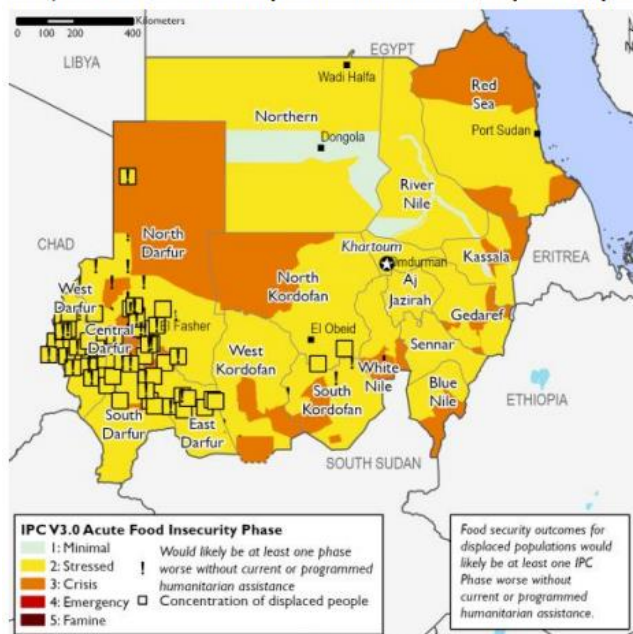 0 100 200 400 Kilometers
N
EGYPT
LIBYA
Wadi Halfa
Red
Sea
Northern
Port Sudan
Dongola
River
Nile
North
Darfur
CHAD
Khartoum
Omdurman
Kassala
ERITREA
North
Kordofan
Aj
Jazirah
West
Darfur
Gedaref
El Fasher
Central
Darfur
El Obeid
Sennar
West
Kordofan
White
Nile
South
Kordofan
Blue
Nile
ETHIOPIA
South
Darfur
East
Darfur
SOUTH SUDAN
IPC V3.0 Acute Food Insecurity Phase
1: Minimal
2: Stressed
3: Crisis
4: Emergency
5: Famine
! Would likely be at least one phase
worse without current or programmed
humanitarian assistance
Concentration of displaced people
Food security outcomes for
displaced populations would
likely be at least one IPC
Phase worse without
current or programmed
humanitarian assistance.